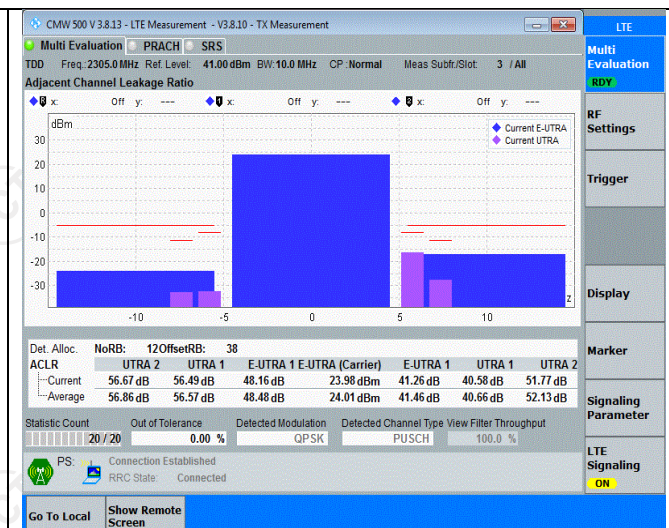 CMW 500 V 3.8.13 - LTE Measurement - V3.8.10 - TX Measurement
LTE
Multi Evaluation PRACH SRS
TDD Freq.:2305.0 MHz Ref. Level: 41.00 dBm BW:10.0 MHz CP :Normal Meas Subfr./Slot: 3 / All
Adjacent Channel Leakage Ratio
x: Off y: --- x: Off y: --- x: Off y: ---
dBm
Current E-UTRA
Current UTRA
30
20
10
0
-10
-20
-30
z
-10 -5 0 5 10
Det. Alloc. NoRB: 12OffsetRB: 38
ACLR UTRA 2 UTRA 1 E-UTRA 1 E-UTRA (Carrier) E-UTRA 1 UTRA 1 UTRA 2
Current 56.67 dB 56.49 dB 48.16 dB 23.98 dBm 41.26 dB 40.58 dB 51.77 dB
Average 56.86 dB 56.57 dB 48.48 dB 24.01 dBm 41.46 dB 40.66 dB 52.13 dB
Statistic Count Out of Tolerance Detected Modulation Detected Channel Type View Filter Throughput
20 / 20 0.00 % QPSK PUSCH 100.0 %
PS: Connection Established
RRC State: Connected
Go To Local
Show Remote
Screen
Multi
Evaluation
RDY
RF
Settings
Trigger
Display
Marker
Signaling
Parameter
LTE
Signaling
ON